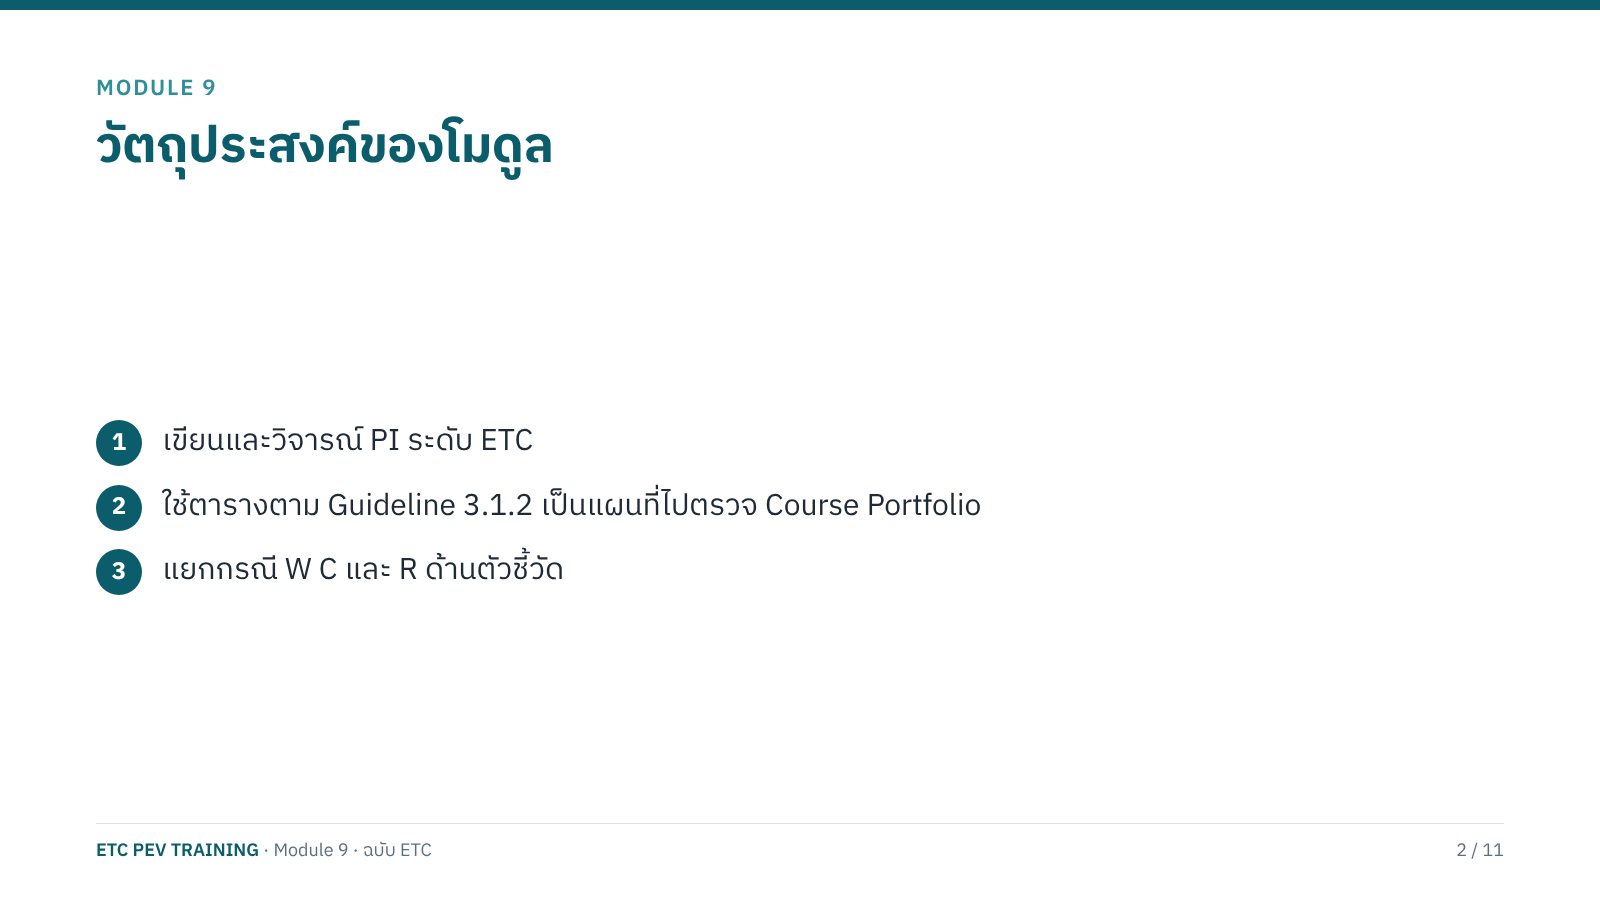 MODULE 9
วัตถุประสงค์ของโมดูล
1 เขียนและวิจารณ์ PI ระดับ ETC
2 ใช้ตารางตาม Guideline 3.1.2 เป็นแผนที่ไปตรวจ Course Portfolio
3 แยกกรณี W C และ R ด้านตัวชี้วัด
ETC PEV TRAINING · Module 9 · ฉบับ ETC
2 / 11